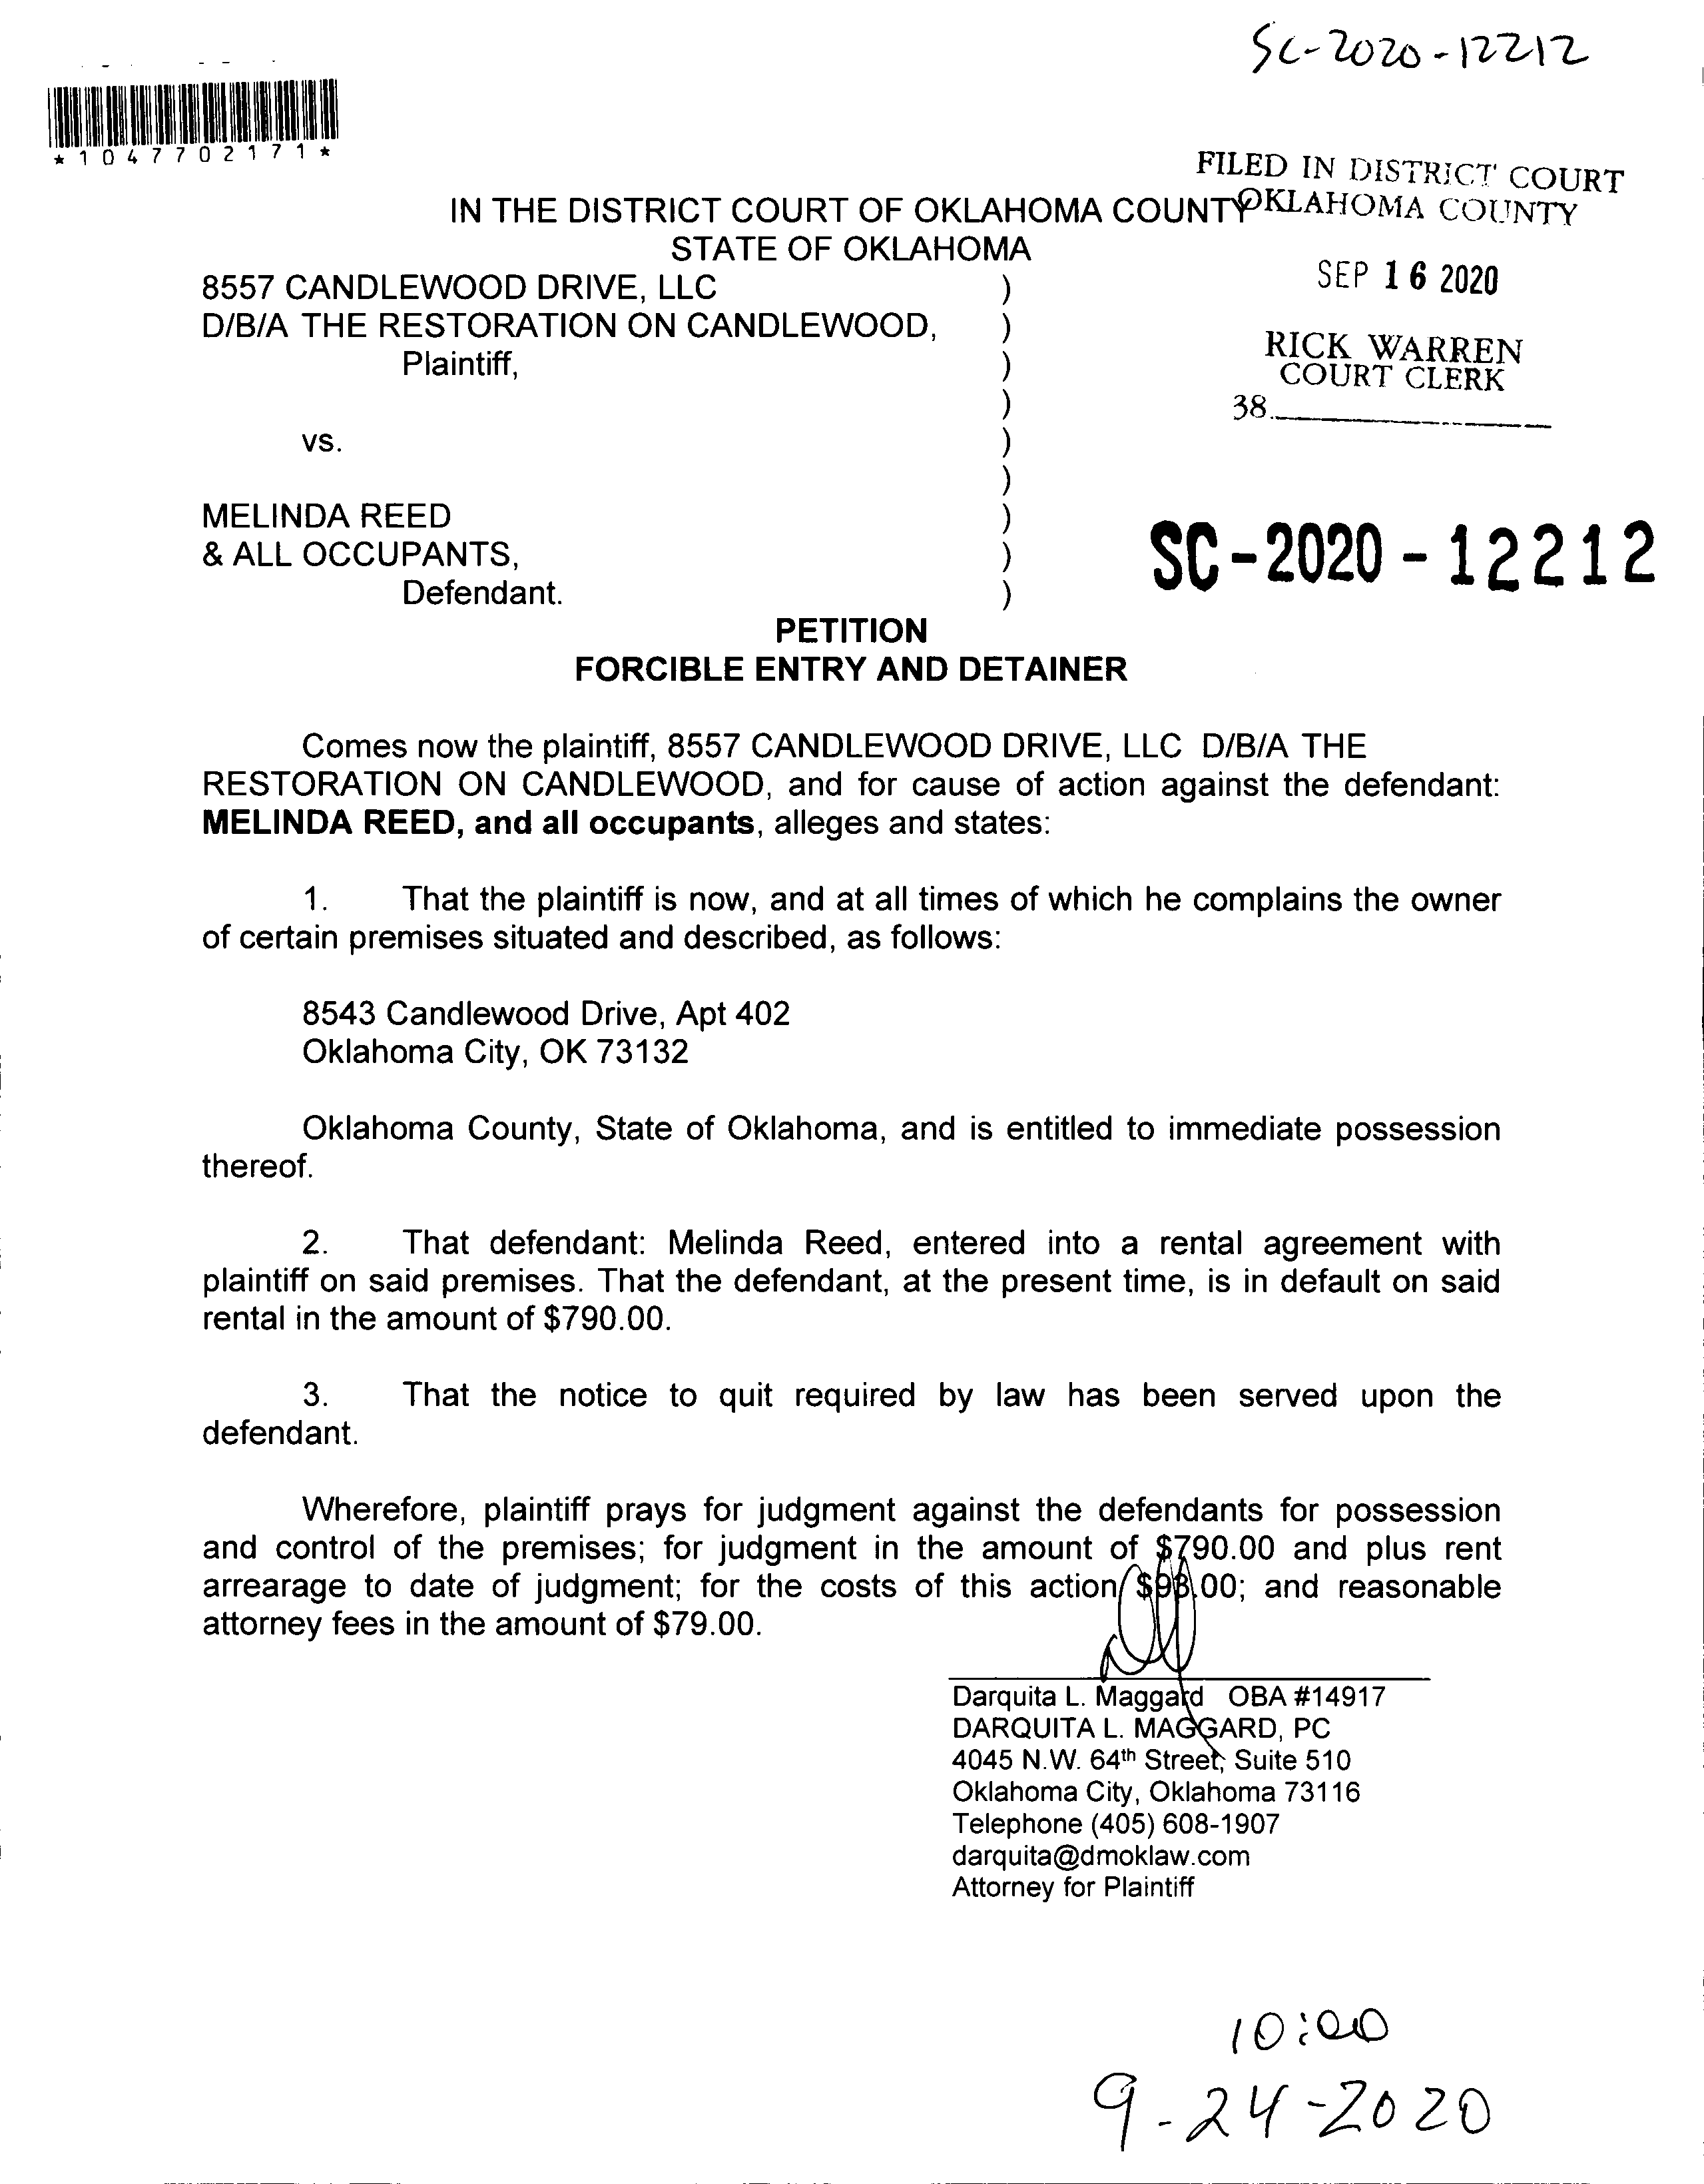 SC-2020-12212
*1047702171*
FILED IN DISTRICT COURT
OKLAHOMA COUNTY
IN THE DISTRICT COURT OF OKLAHOMA COUNTY
STATE OF OKLAHOMA
SEP 16 2020
8557 CANDLEWOOD DRIVE, LLC )
D/B/A THE RESTORATION ON CANDLEWOOD, )
RICK WARREN
COURT CLERK
Plaintiff, )
)
38.
vs. )
)
MELINDA REED )
& ALL OCCUPANTS, )
SC-2020-12212
Defendant. )
PETITION
FORCIBLE ENTRY AND DETAINER
Comes now the plaintiff, 8557 CANDLEWOOD DRIVE, LLC D/B/A THE
RESTORATION ON CANDLEWOOD, and for cause of action against the defendant:
MELINDA REED, and all occupants, alleges and states:
1. That the plaintiff is now, and at all times of which he complains the owner
of certain premises situated and described, as follows:
8543 Candlewood Drive, Apt 402
Oklahoma City, OK 73132
Oklahoma County, State of Oklahoma, and is entitled to immediate possession
thereof.
2. That defendant: Melinda Reed, entered into a rental agreement with
plaintiff on said premises. That the defendant, at the present time, is in default on said
rental in the amount of $790.00.
3. That the notice to quit required by law has been served upon the
defendant.
Wherefore, plaintiff prays for judgment against the defendants for possession
and control of the premises; for judgment in the amount of $790.00 and plus rent
arrearage to date of judgment; for the costs of this action and reasonable
attorney fees in the amount of $79.00.
Darquita L. Maggard OBA #14917
DARQUITA L. MAGGARD, PC
4045 N.W. 64th Street, Suite 510
Oklahoma City, Oklahoma 73116
Telephone (405) 608-1907
darquita@dmoklaw.com
Attorney for Plaintiff
10:00
9-24-2020